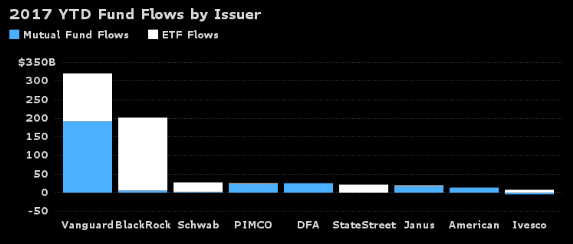 2017 YTD Fund Flows by Issuer
Mutual Fund Flows ETF Flows
$350B
300
250
200
150
100
50
0
-50
Vanguard BlackRock Schwab PIMCO DFA StateStreet Janus American Ivesco